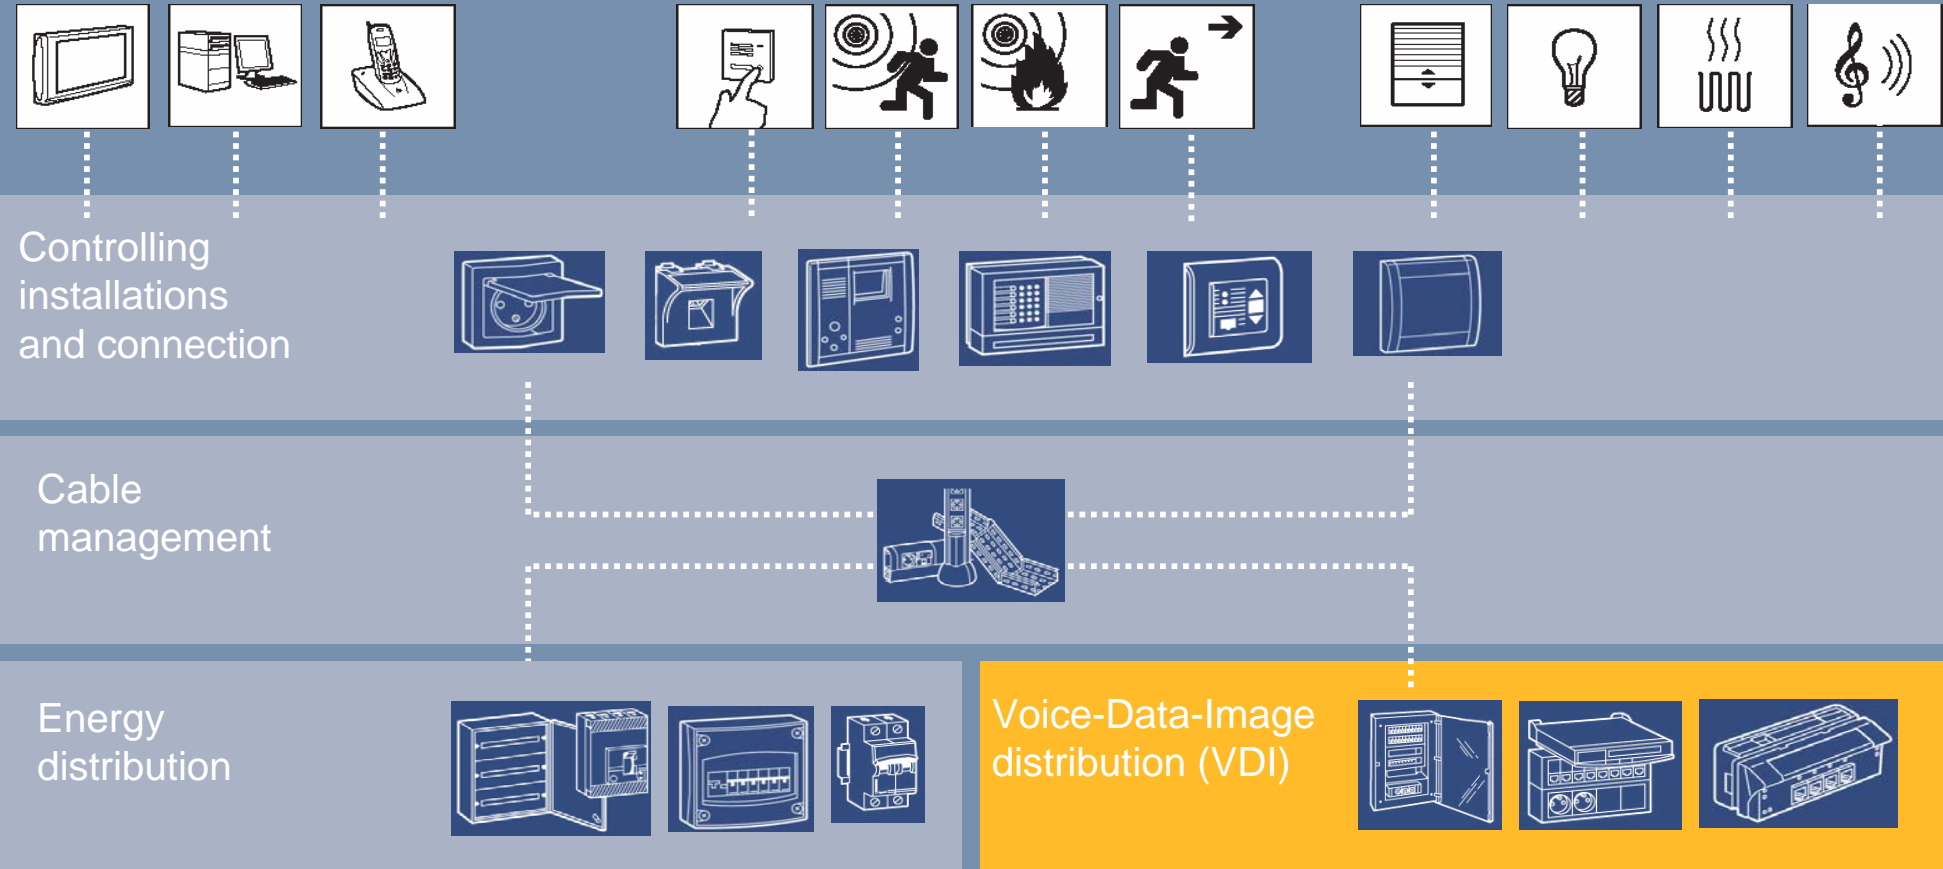 Controlling
installations
and connection
Cable
management
Energy
distribution
Voice-Data-Image
distribution (VDI)